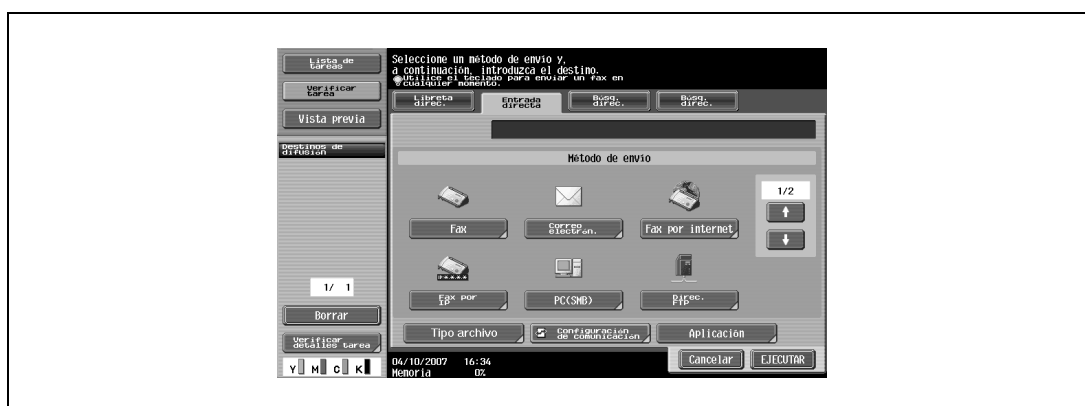 Lista de
tareas
Verificar
tarea
Vista previa
Destinos de
difusión
1/ 1
Borrar
Verificar
detalles tarea
Y M C K
Seleccione un método de envío y,
a continuación, introduzca el destino.
Utilice el teclado para enviar un fax en
cualquier momento.
Libreta
direc.
Entrada
directa
Búsq.
direc.
Búsq.
direc.
Método de envío
1/2
Fax
Correo
electrón.
Fax por internet
Fax por
IP
PC(SMB)
Direc.
FTP
Tipo archivo
Configuración
de comunicación
Aplicación
04/10/2007 16:34
Memoria 0%
Cancelar
EJECUTAR